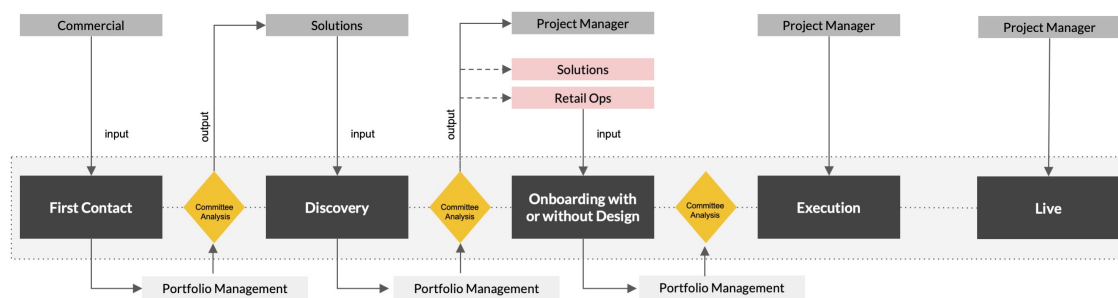 Commercial
Solutions
Project Manager
Project Manager
Project Manager
Solutions
Retail Ops
input
output
input
output
input
First Contact
Committee
Analysis
Discovery
Committee
Analysis
Onboarding with
or without Design
Committee
Analysis
Execution
Live
Portfolio Management
Portfolio Management
Portfolio Management